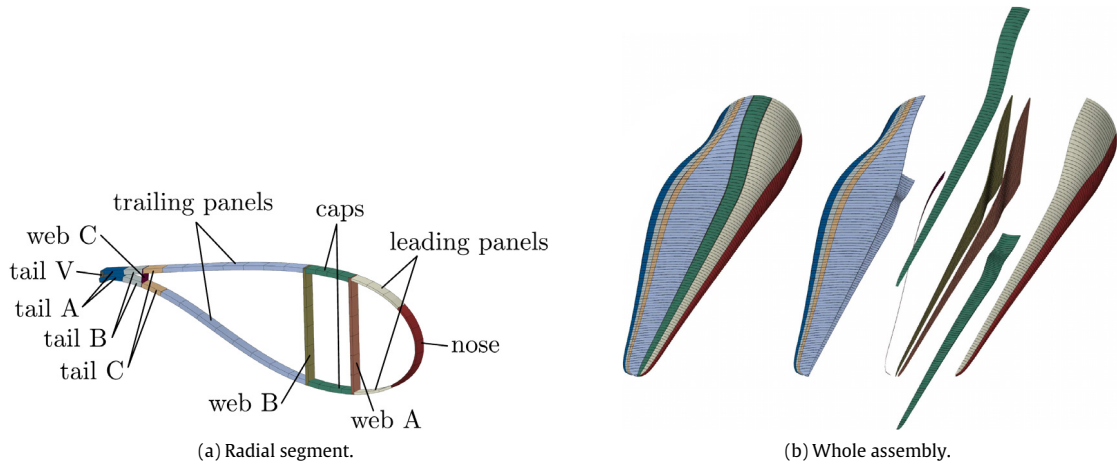 trailing panels
caps
web C
leading panels
tail V
tail A
tail B
nose
tail C
web B
web A
(a) Radial segment.
(b) Whole assembly.